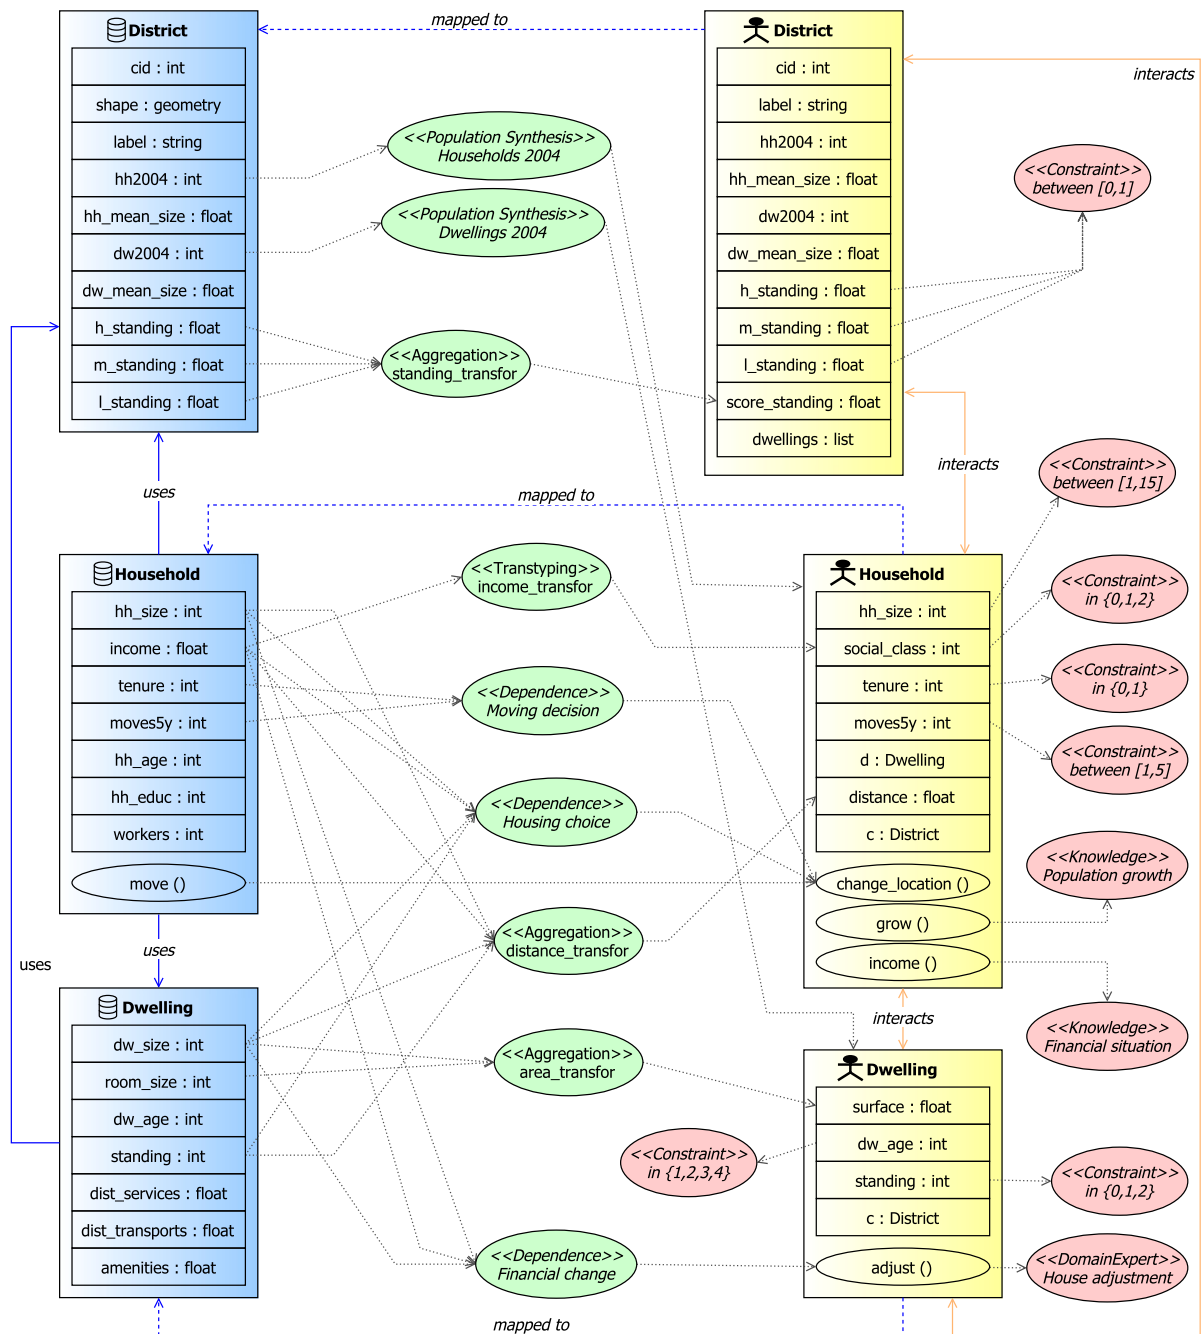 mapped to
District
cid : int
shape : geometry
label : string
hh2004 : int
hh_mean_size : float
dw2004 : int
dw_mean_size : float
h_standing : float
m_standing : float
l_standing : float
<<Population Synthesis>>
Households 2004
<<Population Synthesis>>
Dwellings 2004
<<Aggregation>>
standing_transfor
District
cid : int
label : string
hh2004 : int
hh_mean_size : float
dw2004 : int
dw_mean_size : float
h_standing : float
m_standing : float
l_standing : float
score_standing : float
dwellings : list
interacts
<<Constraint>>
between [0,1]
interacts
uses
mapped to
Household
hh_size : int
income : float
tenure : int
moves5y : int
hh_age : int
hh_educ : int
workers : int
move ()
<<Transtyping>>
income_transfor
<<Dependence>>
Moving decision
<<Dependence>>
Housing choice
<<Aggregation>>
distance_transfor
Household
hh_size : int
social_class : int
tenure : int
moves5y : int
d : Dwelling
distance : float
c : District
change_location ()
grow ()
income ()
<<Constraint>>
between [1,15]
<<Constraint>>
in {0,1,2}
<<Constraint>>
in {0,1}
<<Constraint>>
between [1,5]
<<Knowledge>>
Population growth
<<Knowledge>>
Financial situation
uses
uses
interacts
Dwelling
dw_size : int
room_size : int
dw_age : int
standing : int
dist_services : float
dist_transports : float
amenities : float
<<Aggregation>>
area_transfor
<<Constraint>>
in {1,2,3,4}
<<Dependence>>
Financial change
Dwelling
surface : float
dw_age : int
standing : int
c : District
adjust ()
<<Constraint>>
in {0,1,2}
<<DomainExpert>>
House adjustment
mapped to